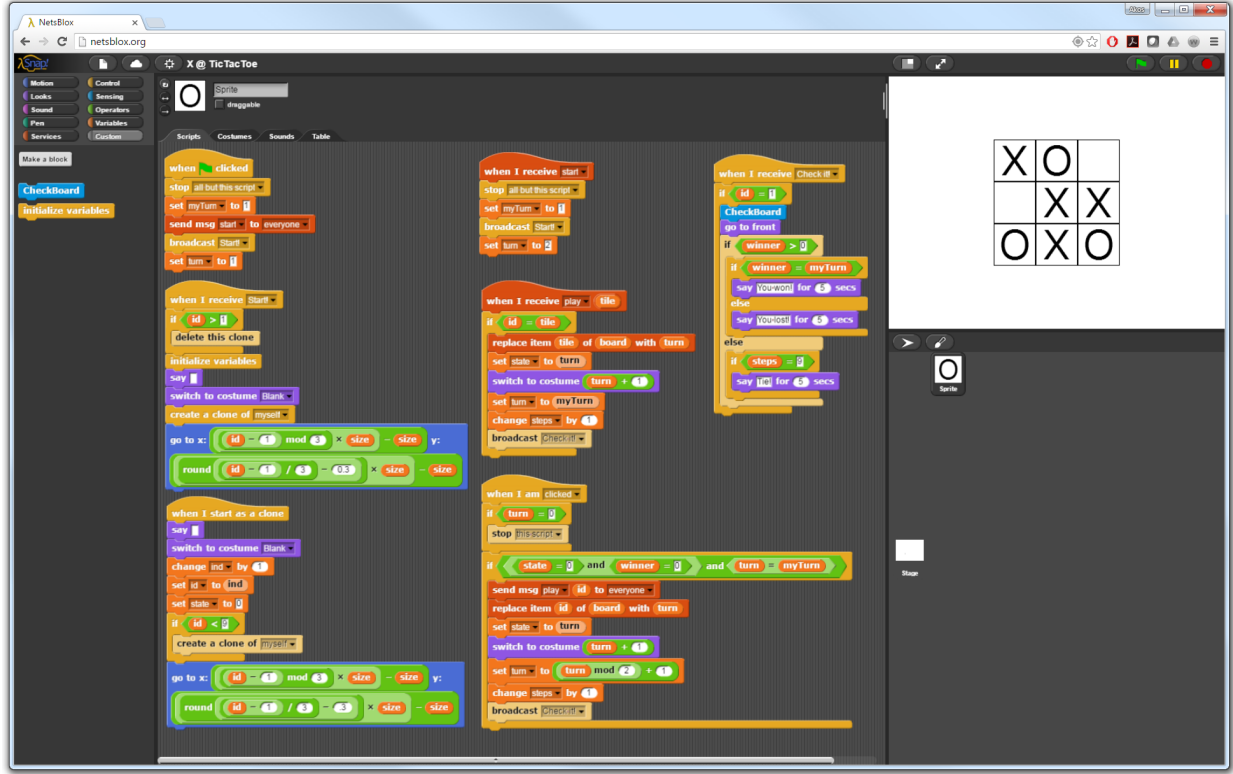 NetsBlox
Akos
netsblox.org
Snap!
X @ TicTacToe
Motion Control
Looks Sensing
Sound Operators
Pen Variables
Services Custom
Make a block
CheckBoard
initialize variables
Sprite
draggable
Scripts Costumes Sounds Table
when clicked
stop all but this script
set myTurn to 1
send msg start to everyone
broadcast Start!
set turn to 1
when I receive Start!
if id > 1
delete this clone
initialize variables
say
switch to costume Blank
create a clone of myself
go to x: id - 1 mod 3 × size - size y:
round id - 1 / 3 - 0.3 × size - size
when I start as a clone
say
switch to costume Blank
change ind by 1
set id to ind
set state to 0
if id < 9
create a clone of myself
go to x: id - 1 mod 3 × size - size y:
round id - 1 / 3 - .3 × size - size
when I receive start
stop all but this script
set myTurn to 1
broadcast Start!
set turn to 2
when I receive play tile
if id = tile
replace item tile of board with turn
set state to turn
switch to costume turn + 1
set turn to myTurn
change steps by 1
broadcast Check it!
when I am clicked
if turn = 0
stop this script
if state = 0 and winner = 0 and turn = myTurn
send msg play id to everyone
replace item id of board with turn
set state to turn
switch to costume turn + 1
set turn to turn mod 2 + 1
change steps by 1
broadcast Check it!
when I receive Check it!
if id = 1
CheckBoard
go to front
if winner > 0
if winner = myTurn
say You-won! for 5 secs
else
say You-lost! for 5 secs
else
if steps = 9
say Tie! for 5 secs
X O
X X
O X O
Sprite
Stage